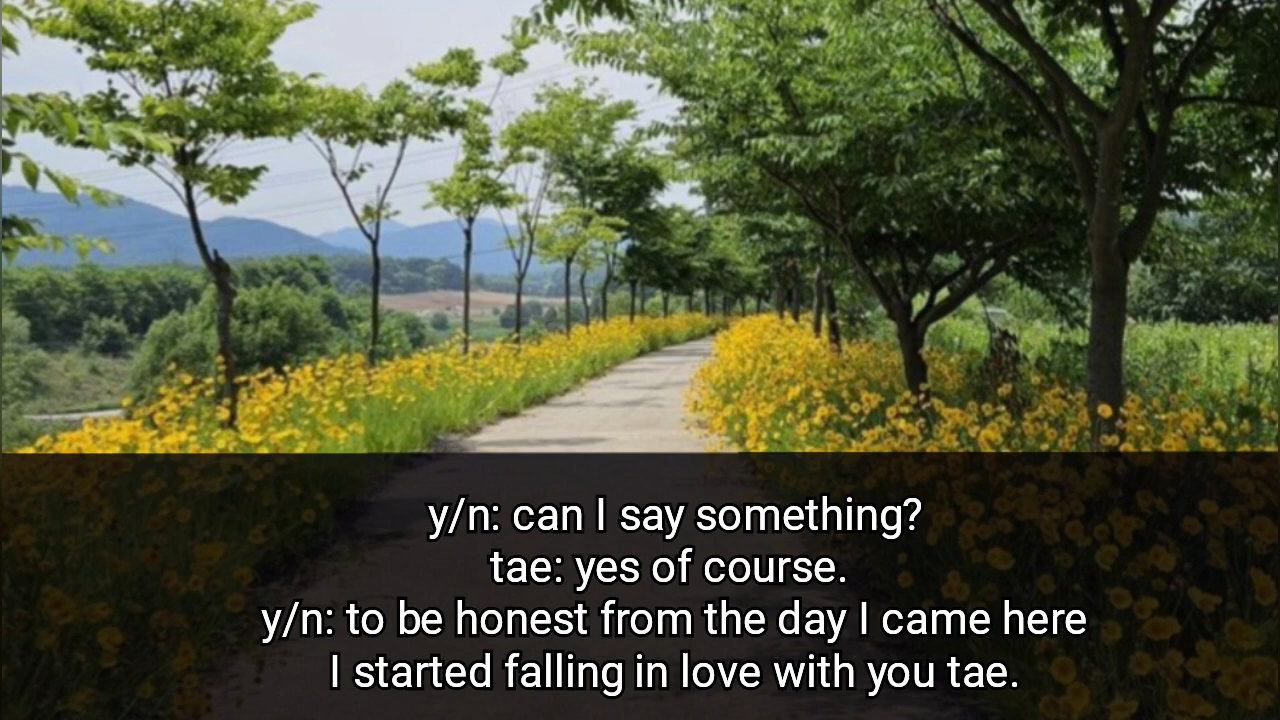 y/n: can I say something?
tae: yes of course.
y/n: to be honest from the day I came here
I started falling in love with you tae.